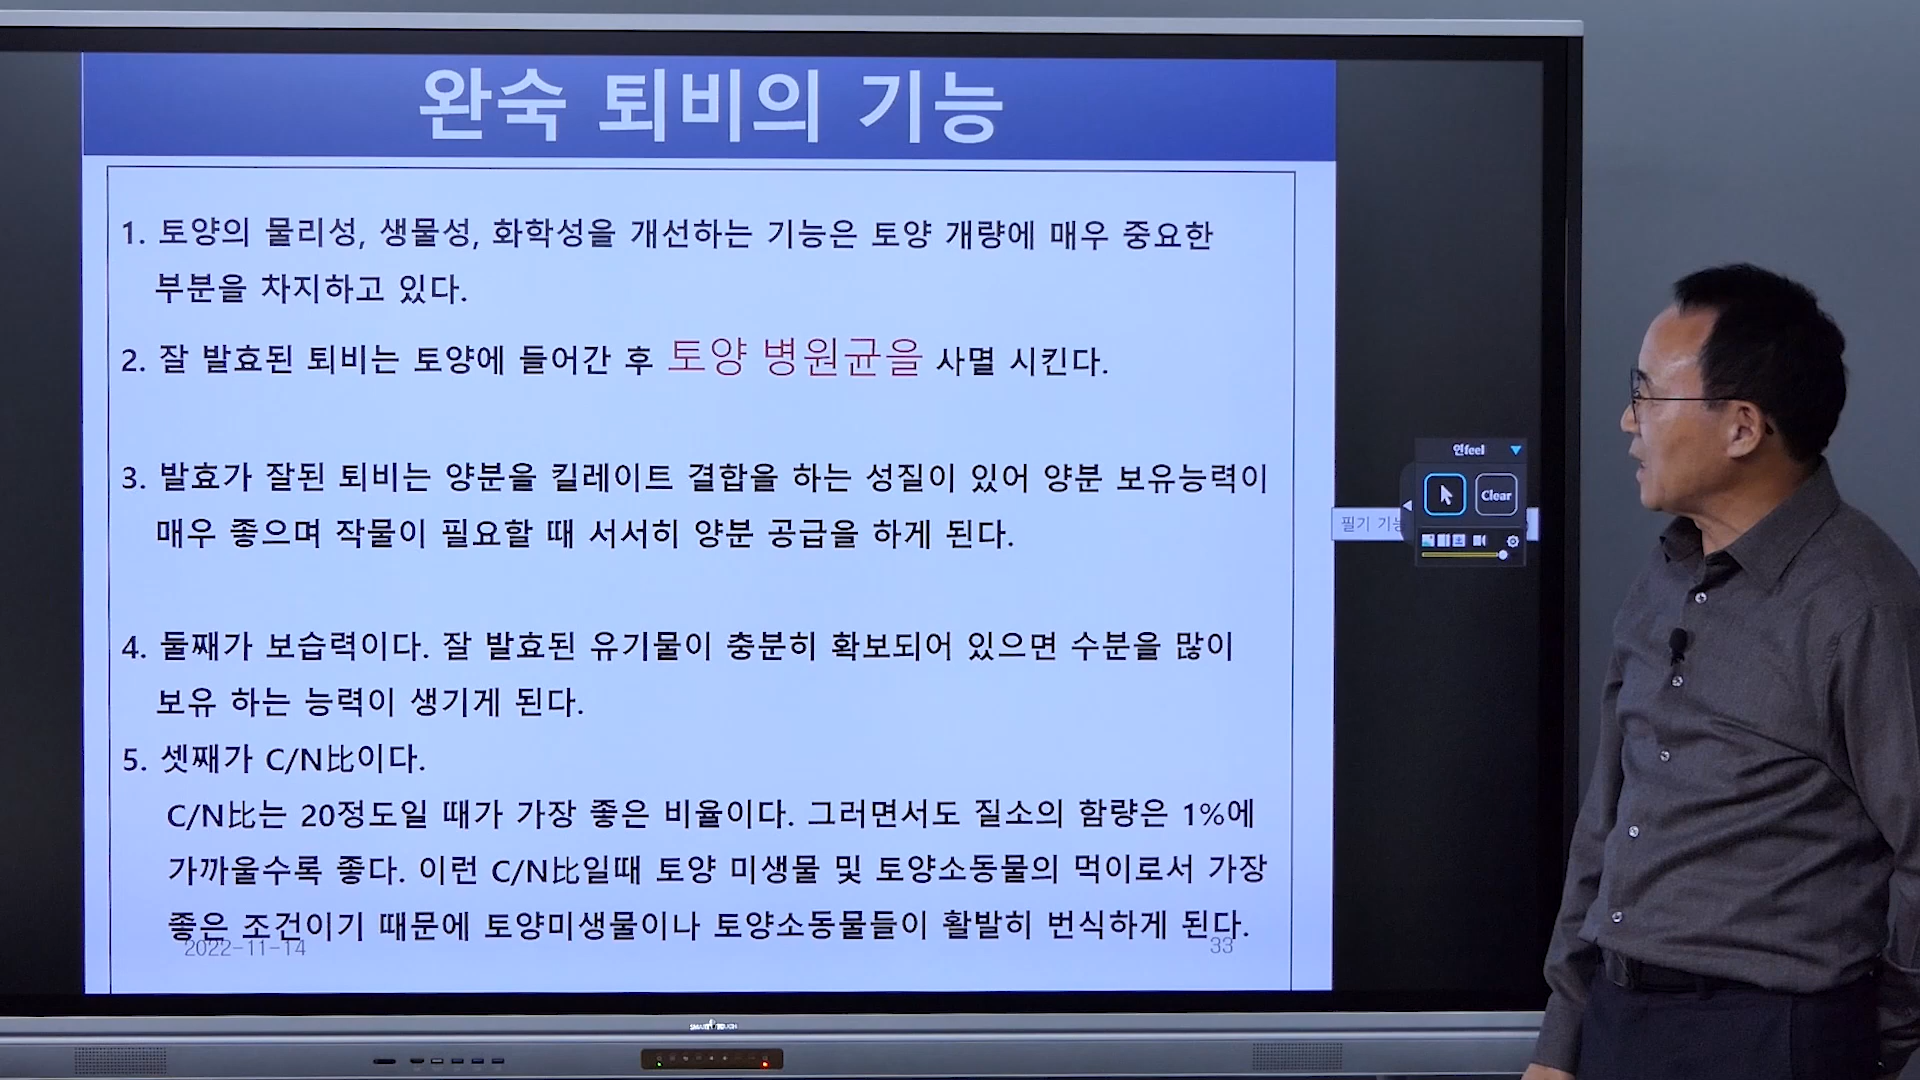 완숙 퇴비의 기능
1. 토양의 물리성, 생물성, 화학성을 개선하는 기능은 토양 개량에 매우 중요한
부분을 차지하고 있다.
2. 잘 발효된 퇴비는 토양에 들어간 후 토양 병원균을 사멸 시킨다.
3. 발효가 잘된 퇴비는 양분을 킬레이트 결합을 하는 성질이 있어 양분 보유능력이
매우 좋으며 작물이 필요할 때 서서히 양분 공급을 하게 된다.
4. 둘째가 보습력이다. 잘 발효된 유기물이 충분히 확보되어 있으면 수분을 많이
보유 하는 능력이 생기게 된다.
5. 셋째가 C/N比이다.
C/N比는 20정도일 때가 가장 좋은 비율이다. 그러면서도 질소의 함량은 1%에
가까울수록 좋다. 이런 C/N比일때 토양 미생물 및 토양소동물의 먹이로서 가장
좋은 조건이기 때문에 토양미생물이나 토양소동물들이 활발히 번식하게 된다.
2022-11-14
33
연feel
Clear
필기 기능
SMART TOUCH